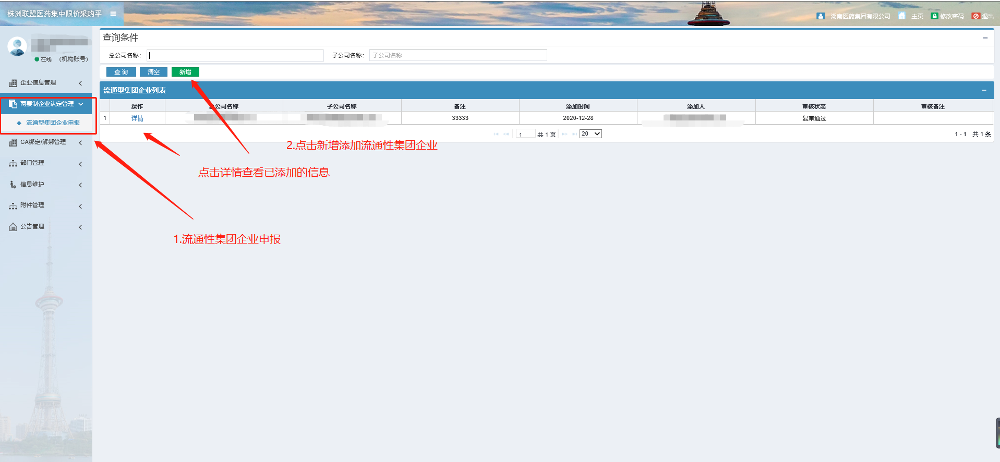 株洲联盟医药集中限价采购平
湖南医药集团有限公司 主页 修改密码 退出
在线 (机构账号)
企业信息管理
两票制企业认定管理
流通型集团企业申报
CA绑定/解绑管理
部门管理
信息维护
附件管理
公告管理
查询条件
总公司名称: 子公司名称: 子公司名称
查 询 清空 新增
流通型集团企业列表
操作 总公司名称 子公司名称 备注 添加时间 添加人 审核状态 审核备注
1 详情 33333 2020-12-28 复审通过
1 共 1 页 20 1 - 1 共 1 条
2.点击新增添加流通性集团企业
点击详情查看已添加的信息
1.流通性集团企业申报